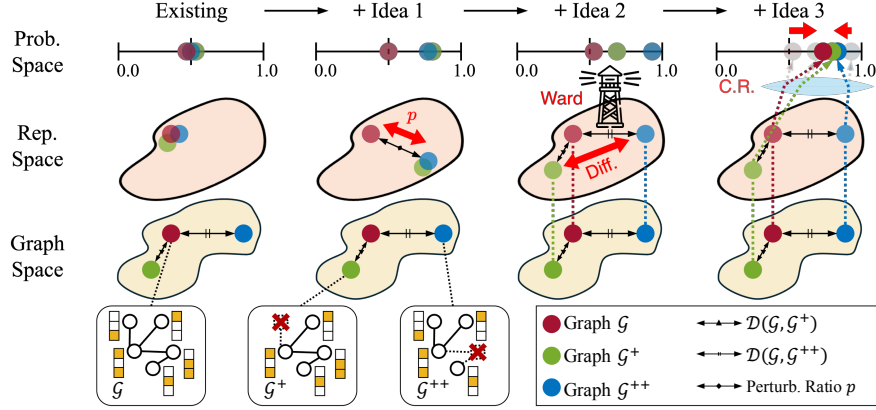 Existing + Idea 1 + Idea 2 + Idea 3
Prob. Space
0.0 1.0 0.0 1.0 0.0 1.0 0.0 1.0
Ward
C.R.
Rep. Space
p
Diff.
Graph Space
𝒢
𝒢⁺
𝒢⁺⁺
Graph 𝒢
𝒟(𝒢, 𝒢⁺)
Graph 𝒢⁺
𝒟(𝒢, 𝒢⁺⁺)
Graph 𝒢⁺⁺
Perturb. Ratio p